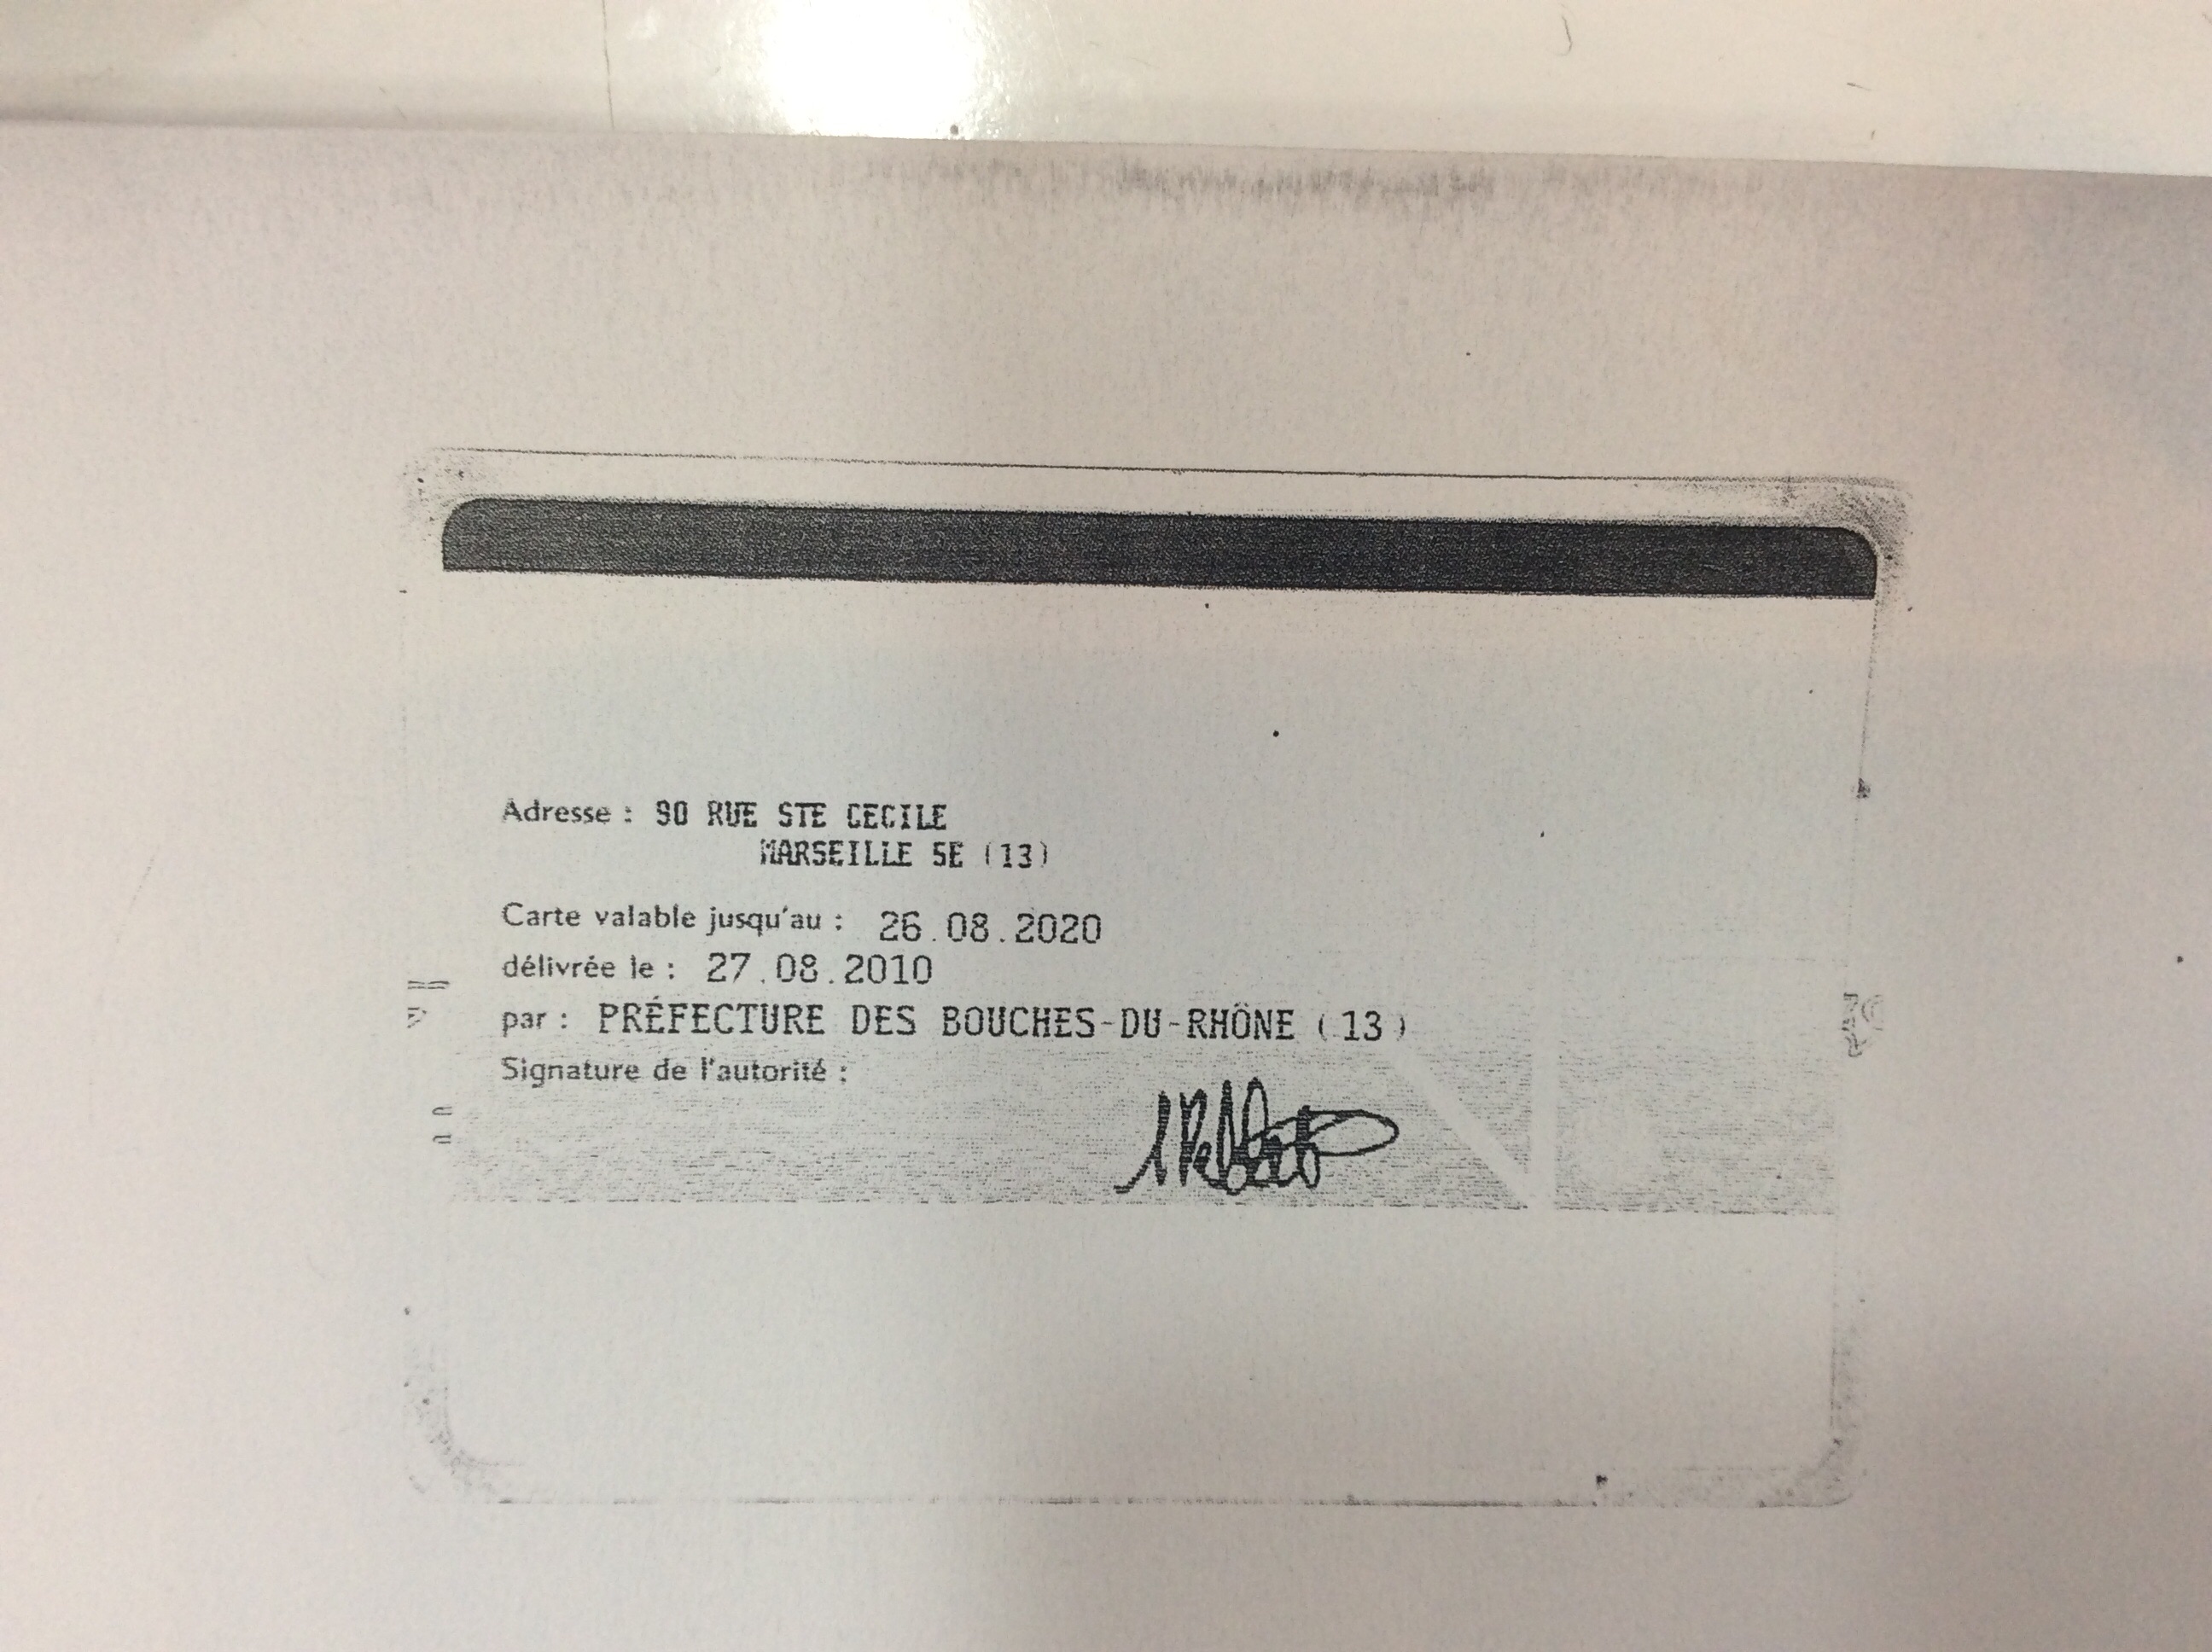 Adresse : 90 RUE STE CECILE
MARSEILLE 5E (13)
Carte valable jusqu'au : 26.08.2020
délivrée le : 27.08.2010
par : PRÉFECTURE DES BOUCHES-DU-RHÔNE (13)
Signature de l'autorité :